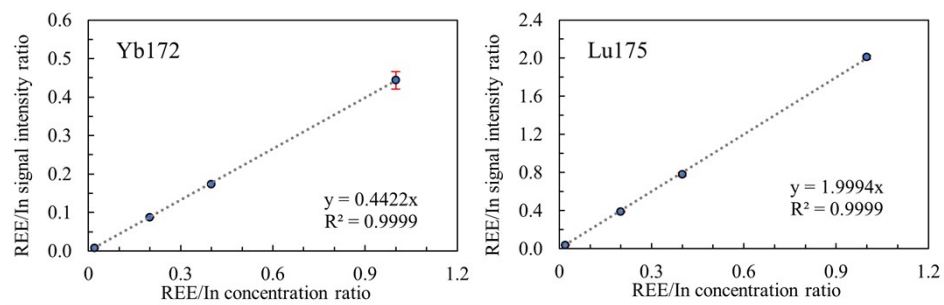 REE/In signal intensity ratio
0.6
0.5
0.4
0.3
0.2
0.1
0.0
Yb172
y = 0.4422x
R² = 0.9999
0
0.3
0.6
0.9
1.2
REE/In concentration ratio
REE/In signal intensity ratio
2.4
2.0
1.6
1.2
0.8
0.4
0.0
Lu175
y = 1.9994x
R² = 0.9999
0
0.3
0.6
0.9
1.2
REE/In concentration ratio